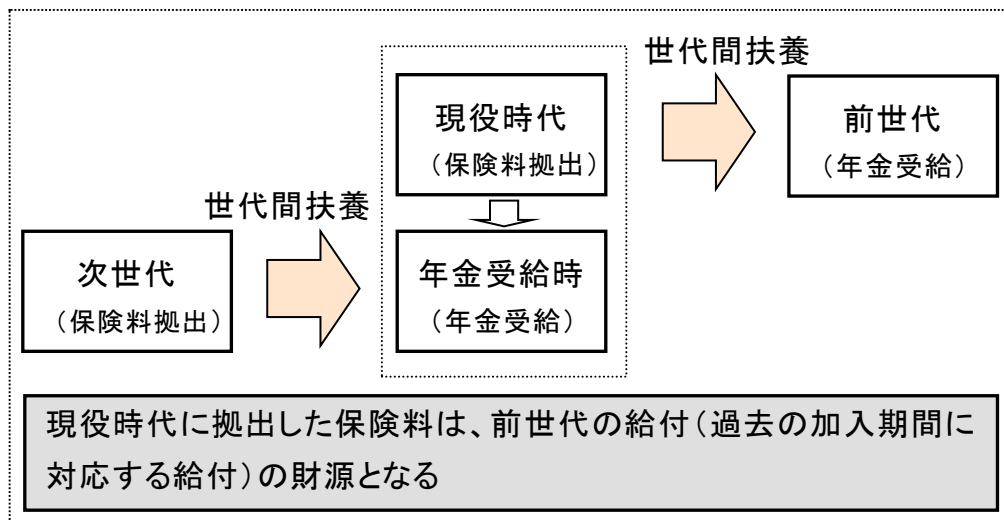 世代間扶養
現役時代
（保険料拠出）
前世代
（年金受給）
世代間扶養
次世代
（保険料拠出）
年金受給時
（年金受給）
現役時代に拠出した保険料は、前世代の給付（過去の加入期間に
対応する給付）の財源となる